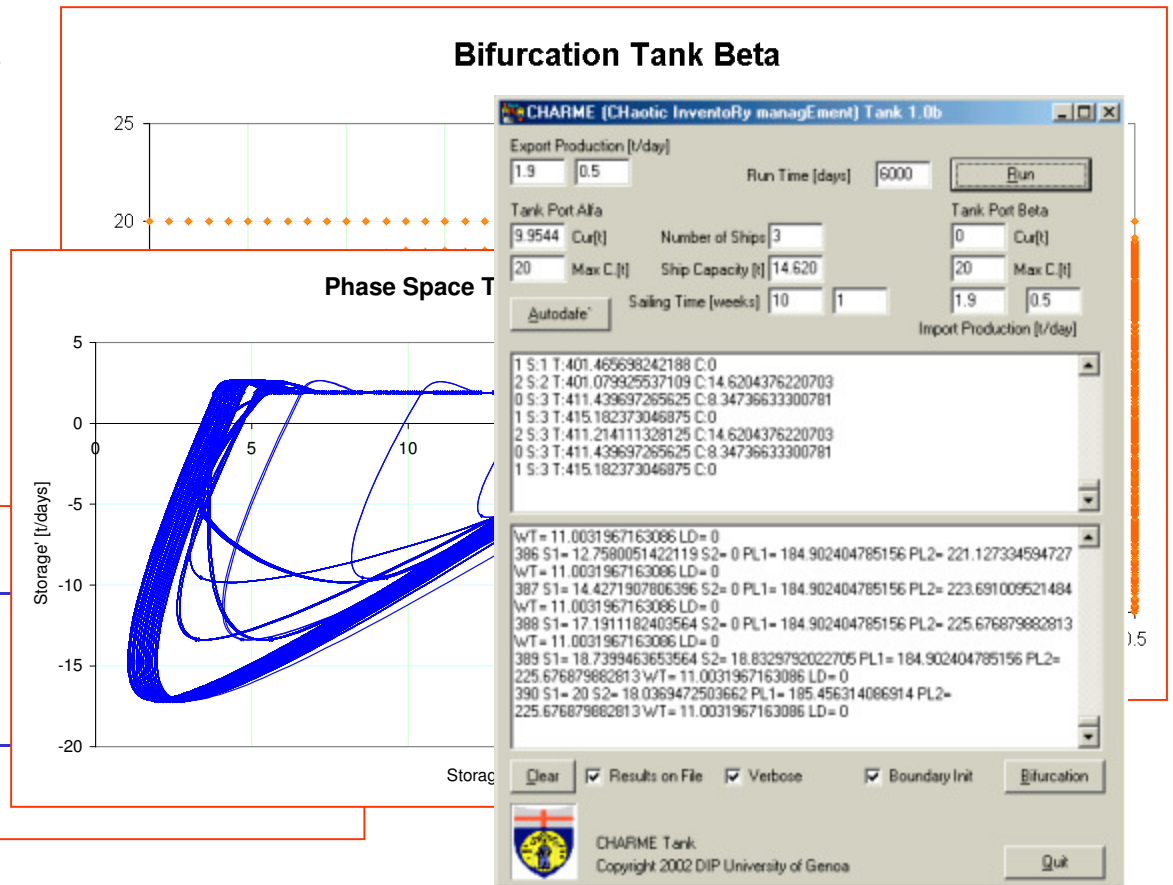 Bifurcation Tank Beta
25
20
Phase Space T
5
0
0
5
10
-5
-10
-15
-20
Storage' [t/days]
Storag
).5
CHARME (CHaotic InventoRy managEment) Tank 1.0b
Export Production [t/day]
1.9 0.5 Run Time [days] 6000 Run
Tank Port Alfa Tank Port Beta
9.9544 Cur[t] Number of Ships 3 0 Cur[t]
20 Max C.[t] Ship Capacity [t] 14.620 20 Max C.[t]
Autodafe` Sailing Time [weeks] 10 1 1.9 0.5
Import Production [t/day]
1 S:1 T:401.465698242188 C:0
2 S:2 T:401.079925537109 C:14.6204376220703
0 S:3 T:411.439697265625 C:8.34736633300781
1 S:3 T:415.182373046875 C:0
2 S:3 T:411.214111328125 C:14.6204376220703
0 S:3 T:411.439697265625 C:8.34736633300781
1 S:3 T:415.182373046875 C:0
WT= 11.0031967163086 LD= 0
386 S1= 12.7580051422119 S2= 0 PL1= 184.902404785156 PL2= 221.127334594727
WT= 11.0031967163086 LD= 0
387 S1= 14.4271907806396 S2= 0 PL1= 184.902404785156 PL2= 223.691009521484
WT= 11.0031967163086 LD= 0
388 S1= 17.1911182403564 S2= 0 PL1= 184.902404785156 PL2= 225.676879882813
WT= 11.0031967163086 LD= 0
389 S1= 18.7399463653564 S2= 18.8329792022705 PL1= 184.902404785156 PL2=
225.676879882813 WT= 11.0031967163086 LD= 0
390 S1= 20 S2= 18.0369472503662 PL1= 185.456314086914 PL2=
225.676879882813 WT= 11.0031967163086 LD= 0
Clear Results on File Verbose Boundary Init Bifurcation
CHARME Tank
Copyright 2002 DIP University of Genoa
Quit